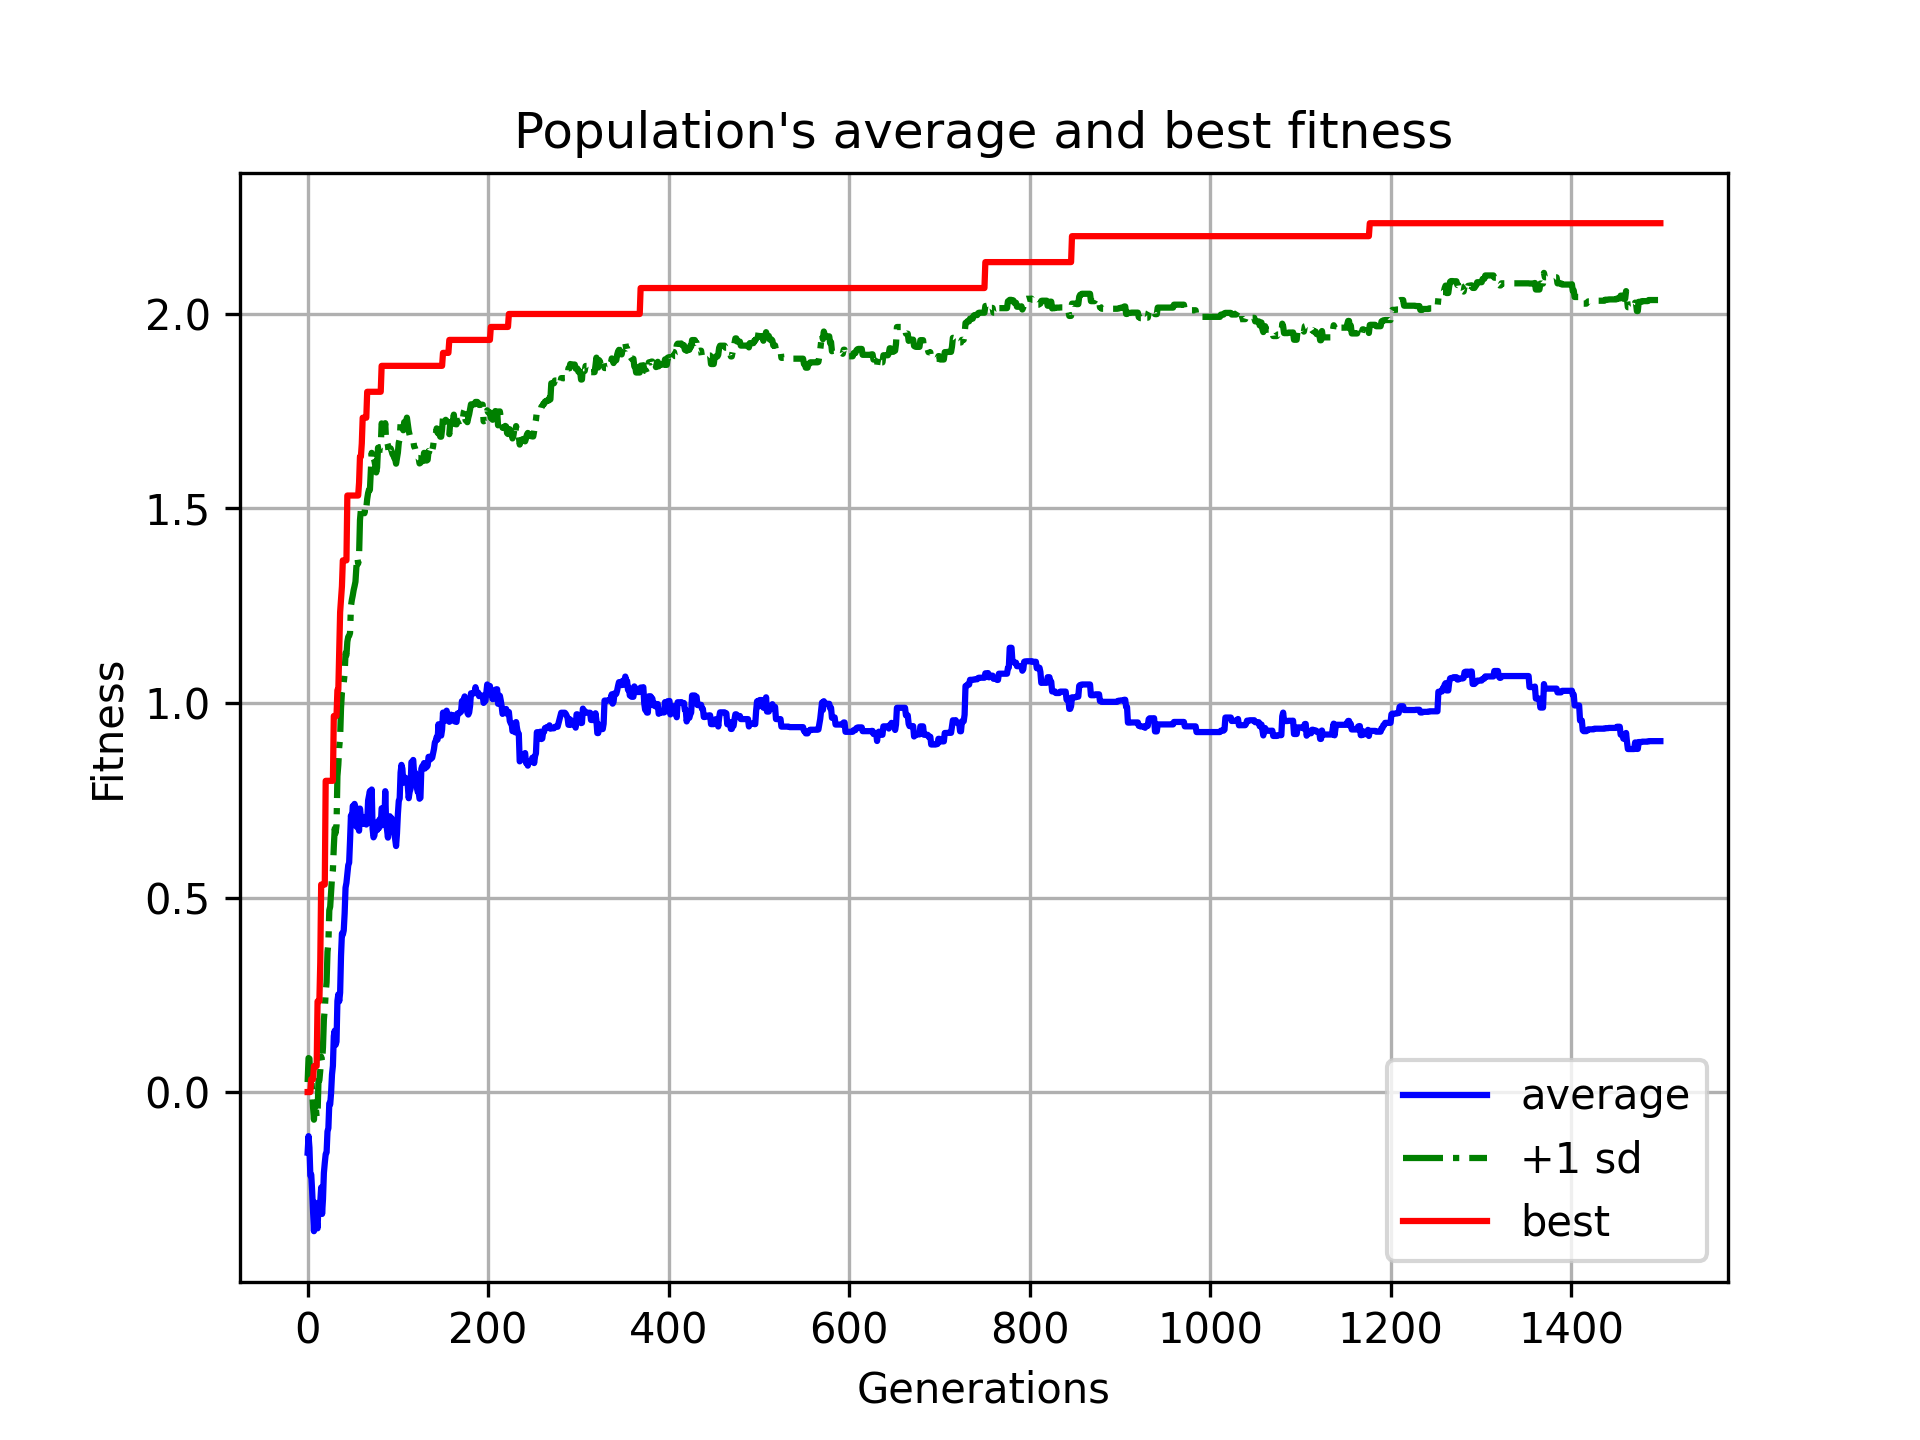 Population's average and best fitness
Fitness
2.0
1.5
1.0
0.5
0.0
0 200 400 600 800 1000 1200 1400
Generations
average
+1 sd
best